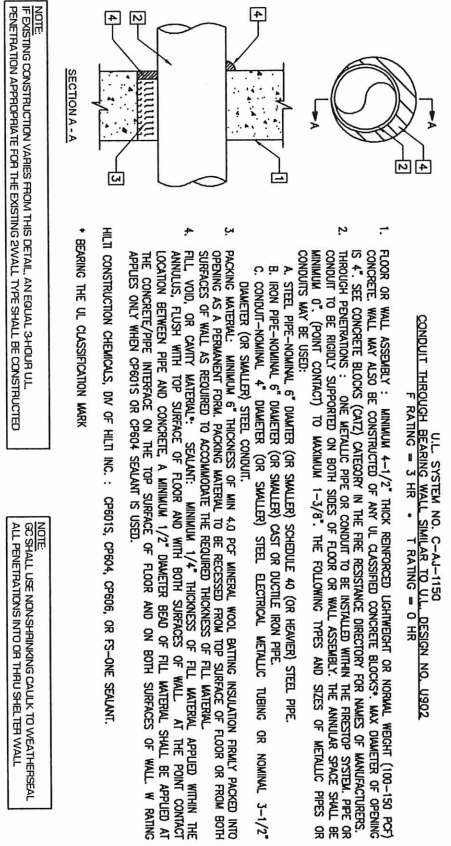 U.L. SYSTEM NO. C-AJ-1150
CONDUIT THROUGH BEARING WALL SIMILAR TO U.L. DESIGN NO. U902
F RATING = 3 HR • T RATING = 0 HR
1. FLOOR OR WALL ASSEMBLY : MINIMUM 4-1/2" THICK REINFORCED LIGHTWEIGHT OR NORMAL WEIGHT (100-150 PCF)
CONCRETE. WALL MAY ALSO BE CONSTRUCTED OF ANY UL CLASSIFIED CONCRETE BLOCKS*. MAX DIAMETER OF OPENING
IS 4". SEE CONCRETE BLOCKS (CATZ) CATEGORY IN THE FIRE RESISTANCE DIRECTORY FOR NAMES OF MANUFACTURERS.
2. THROUGH PENETRATIONS : ONE METALLIC PIPE OR CONDUIT TO BE INSTALLED WITHIN THE FIRESTOP SYSTEM. PIPE OR
CONDUIT TO BE RIGIDLY SUPPORTED ON BOTH SIDES OF FLOOR OR WALL ASSEMBLY. THE ANNULAR SPACE SHALL BE
MINIMUM 0". (POINT CONTACT) TO MAXIMUM 1-3/8". THE FOLLOWING TYPES AND SIZES OF METALLIC PIPES OR
CONDUITS MAY BE USED:
A. STEEL PIPE-NOMINAL 6" DIAMTER (OR SMALLER) SCHEDULE 40 (OR HEAVIER) STEEL PIPE.
B. IRON PIPE-NOMINAL 6" DIAMETER (OR SMALLER) CAST OR DUCTILE IRON PIPE.
C. CONDUIT-NOMINAL 4" DIAMETER (OR SMALLER) STEEL ELECTRICAL METALLIC TUBING OR NOMINAL 3-1/2"
DIAMETER (OR SMALLER) STEEL CONDUIT.
3. PACKING MATERIAL: MINIMUM 6" THICKNESS OF MIN 4.0 PCF MINERAL WOOL BATTING INSULATION FIRMLY PACKED INTO
OPENING AS A PERMANENT FORM. PACKING MATERIAL TO BE RECESSED FROM TOP SURFACE OF FLOOR OR FROM BOTH
SURFACES OF WALL AS REQUIRED TO ACCOMMODATE THE REQUIRED THICKNESS OF FILL MATERIAL.
4. FILL, VOID, OR CAVITY MATERIAL*: SEALANT: MINIMUM 1/4" THICKNESS OF FILL MATERIAL APPLIED WITHIN THE
ANNULUS, FLUSH WITH TOP SURFACE OF FLOOR AND WITH BOTH SURFACES OF WALL. AT THE POINT CONTACT
LOCATION BETWEEN PIPE AND CONCRETE, A MINIMUM 1/2" DIAMETER BEAD OF FILL MATERIAL SHALL BE APPLIED AT
THE CONCRETE/PIPE INTERFACE ON THE TOP SURFACE OF FLOOR AND ON BOTH SURFACES OF WALL. W RATING
APPLIES ONLY WHEN CP601S OR CP604 SEALANT IS USED.
HILTI CONSTRUCTION CHEMICALS, DIV OF HILTI INC. : CP601S, CP604, CP606, OR FS-ONE SEALANT.
* BEARING THE UL CLASSIFICATION MARK
A
A
4
2
4
2
4
1
3
SECTION A - A
NOTE:
IF EXISTING CONSTRUCTION VARIES FROM THIS DETAIL, AN EQUAL 3-HOUR U.L.
PENETRATION APPROPRIATE FOR THE EXISTING 2WALL TYPE SHALL BE CONSTRUCTED
NOTE:
GC SHALL USE NON-SHRINKING CAULK TO WEATHERSEAL
ALL PENETRATIONS INTO OR THRU SHELTER WALL